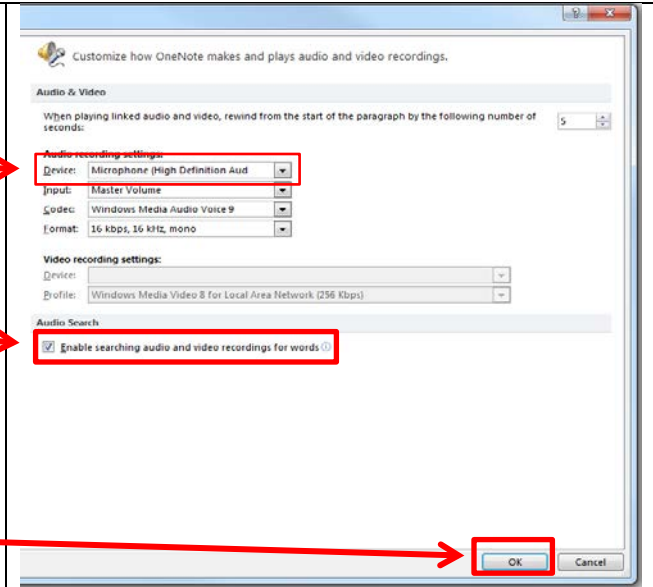 Customize how OneNote makes and plays audio and video recordings.
Audio & Video
When playing linked audio and video, rewind from the start of the paragraph by the following number of
seconds:
5
Audio recording settings:
Device: Microphone (High Definition Aud
Input: Master Volume
Codec: Windows Media Audio Voice 9
Format: 16 kbps, 16 kHz, mono
Video recording settings:
Device:
Profile: Windows Media Video 8 for Local Area Network (256 Kbps)
Audio Search
Enable searching audio and video recordings for words
OK Cancel